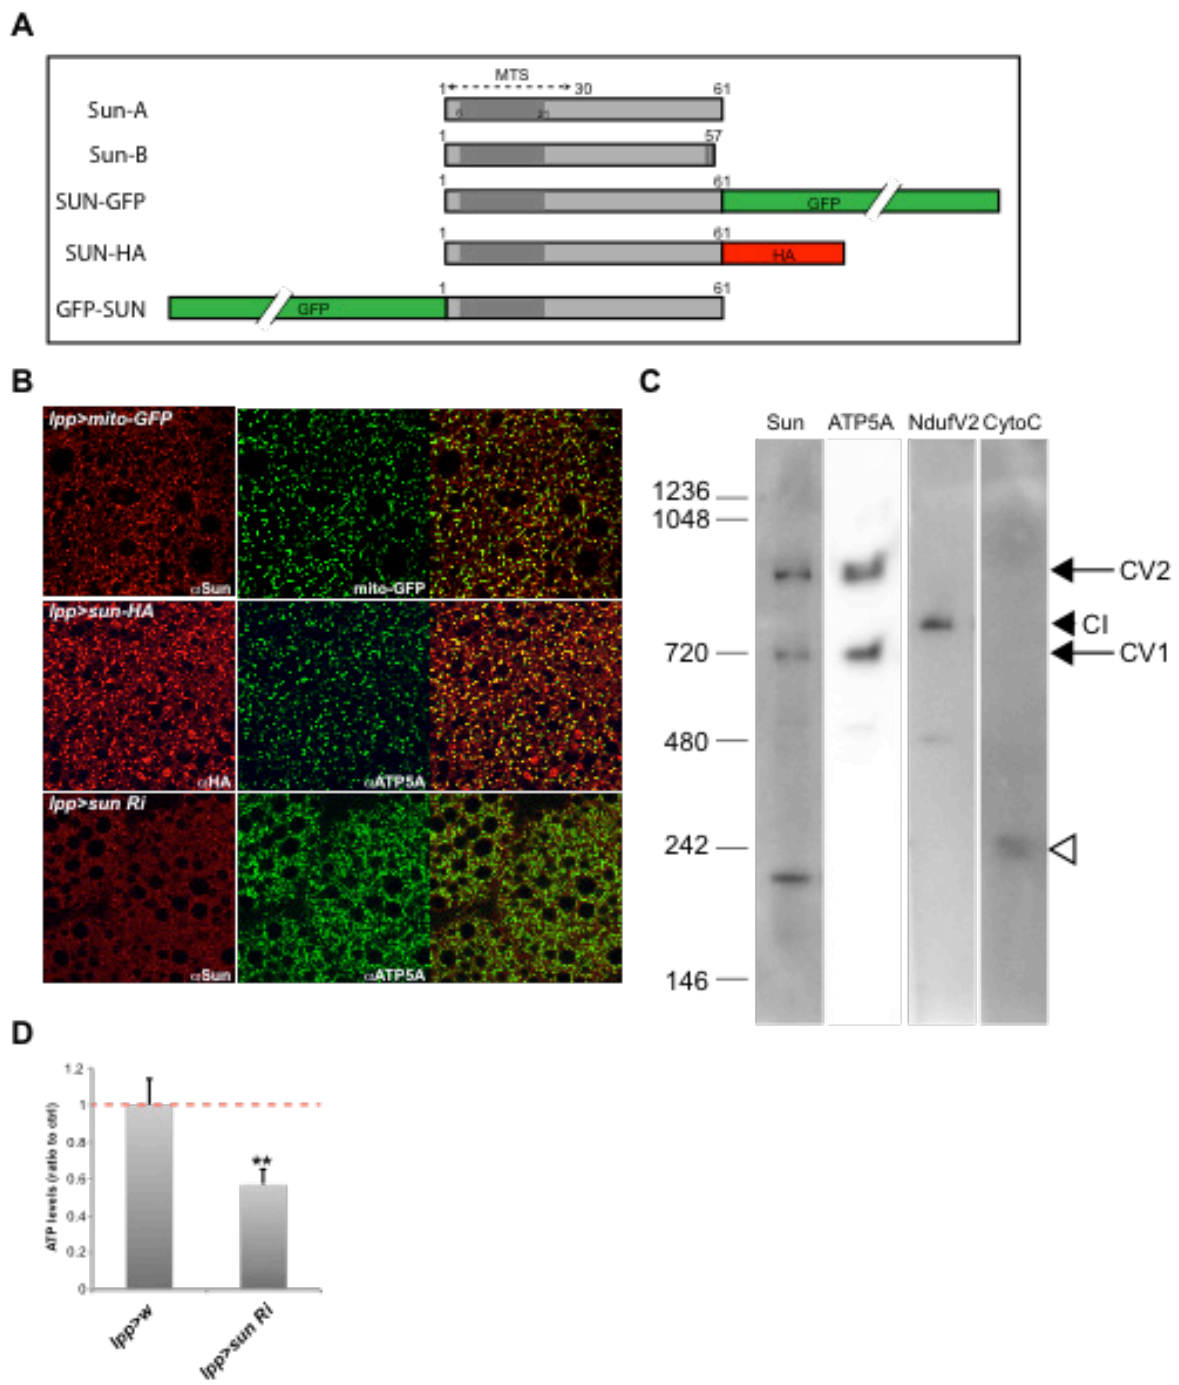 A
MTS
1 30 61
Sun-A
1 57
Sun-B
1 61
SUN-GFP GFP
1 61
SUN-HA HA
1 61
GFP-SUN GFP
B
lpp>mito-GFP
αSun mito-GFP
lpp>sun-HA
αHA αATP5A
lpp>sun Ri
αSun αATP5A
C
Sun ATP5A NdufV2 CytoC
1236
1048
CV2
CI
720 CV1
480
242
146
D
ATP levels (ratio to ctrl)
1.2
1
0.8
**
0.6
0.4
0.2
0
lpp>w
lpp>sun Ri